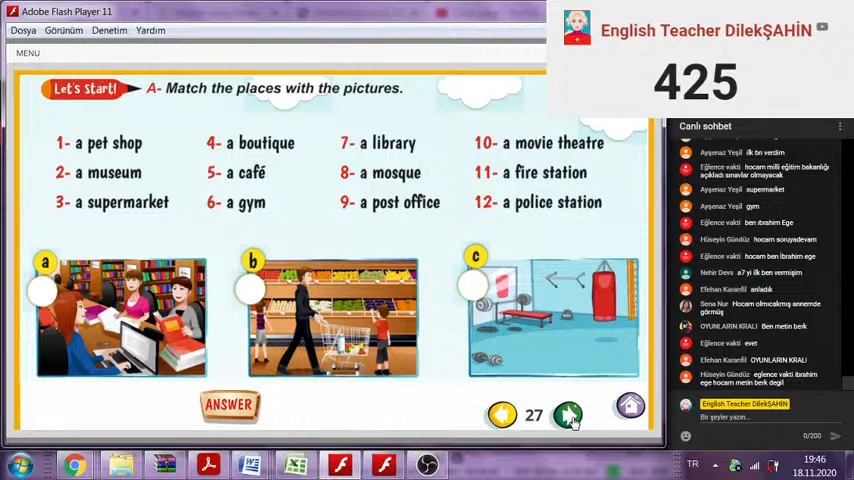 Adobe Flash Player 11
Dosya Görünüm Denetim Yardım
MENU
English Teacher DilekŞAHİN
425
Let's Start! A- Match the places with the pictures.
1- a pet shop 4- a boutique 7- a library 10- a movie theatre
2- a museum 5- a café 8- a mosque 11- a fire station
3- a supermarket 6- a gym 9- a post office 12- a police station
a b c
ANSWER
27
Canlı sohbet
Ayşenaz Yeşil ilk bn verdim
Eğlence vakti hocam milli eğitim bakanlığı
açıkladı sınavlar olmayacak
Ayşenaz Yeşil supermarket
Ayşenaz Yeşil gym
Eğlence vakti ben ıbrahim Ege
Hüseyin Gündüz hocam soruyadevam
Eğlence vakti hocam ben İbrahim ege
Nehir Devs a7 yi ilk ben vermişim
Efehan Karanfil anladık
Sena Nur Hocam olmıcakmış annemde
görmüş
OYUNLARIN KRALI Ben metin berk
Eğlence vakti evet
Efehan Karanfil OYUNLARIN KRALI
Hüseyin Gündüz eglence vakti ibrahim
ege hocam metin berk degil
English Teacher DilekŞAHİN
Bir şeyler yazın...
0/200
TR
19:46
18.11.2020